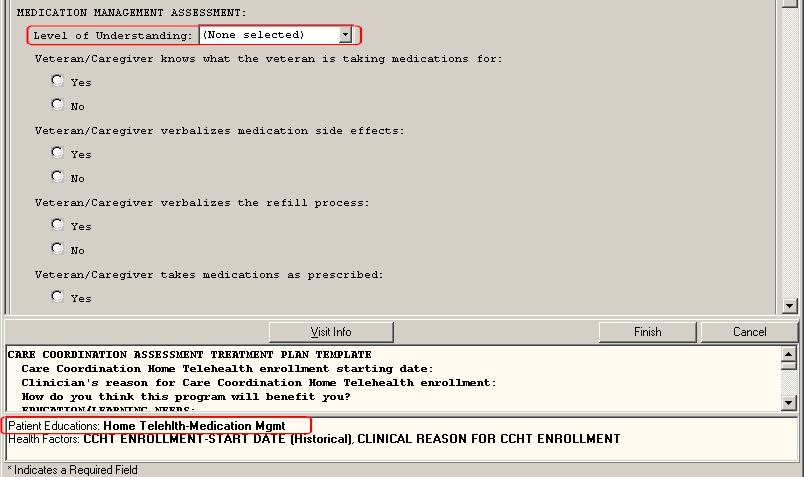 MEDICATION MANAGEMENT ASSESSMENT:
Level of Understanding: (None selected)
Veteran/Caregiver knows what the veteran is taking medications for:
Yes
No
Veteran/Caregiver verbalizes medication side effects:
Yes
No
Veteran/Caregiver verbalizes the refill process:
Yes
No
Veteran/Caregiver takes medications as prescribed:
Yes
Visit Info Finish Cancel
CARE COORDINATION ASSESSMENT TREATMENT PLAN TEMPLATE
Care Coordination Home Telehealth enrollment starting date:
Clinician's reason for Care Coordination Home Telehealth enrollment:
How do you think this program will benefit you?
EDUCATION/LEARNING NEEDS:
Patient Educations: Home Telehlth-Medication Mgmt
Health Factors: CCHT ENROLLMENT-START DATE (Historical), CLINICAL REASON FOR CCHT ENROLLMENT
* Indicates a Required Field